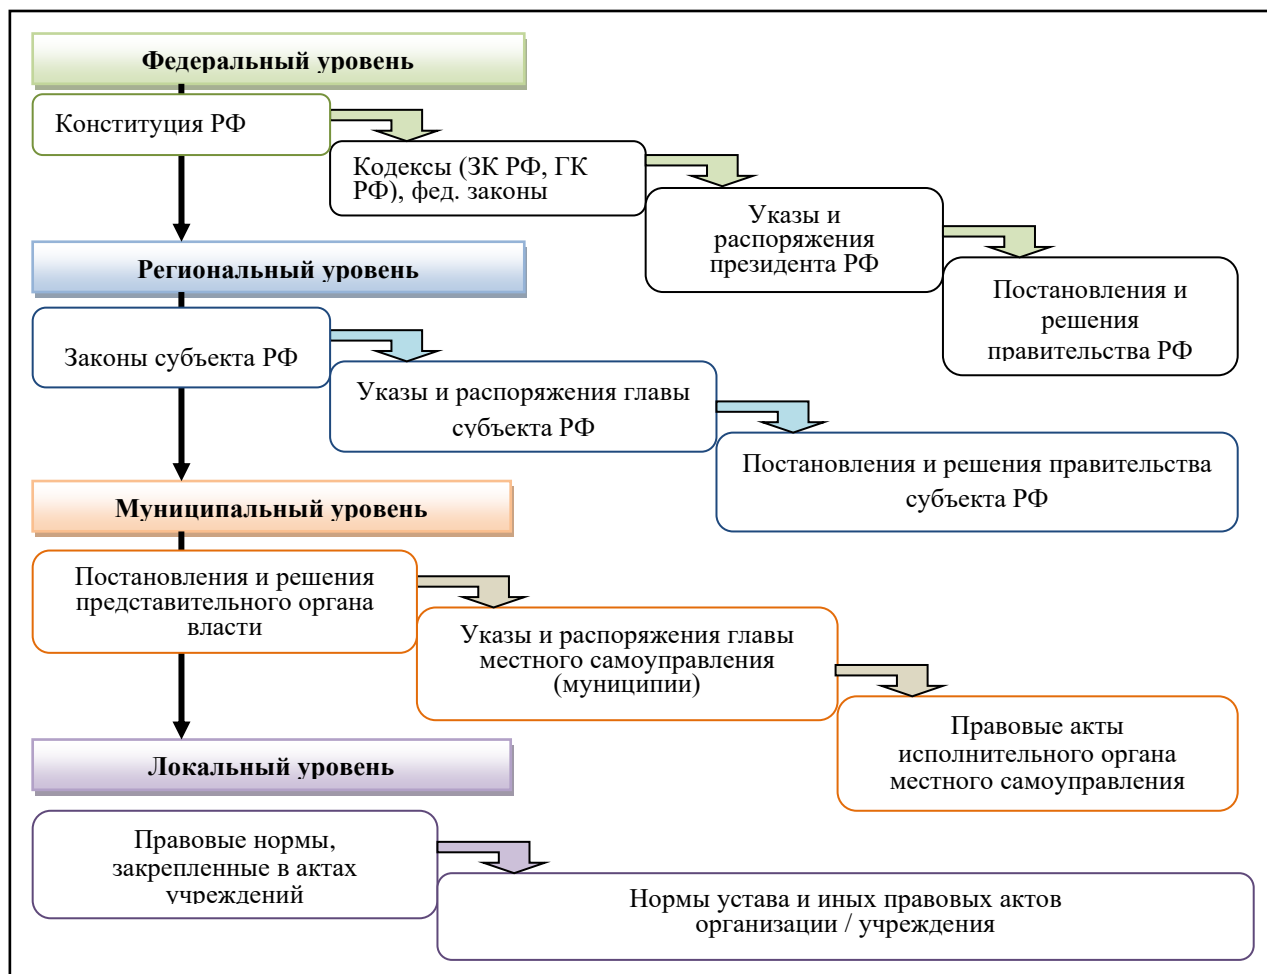 Федеральный уровень
Конституция РФ
Кодексы (ЗК РФ, ГК
РФ), фед. законы
Указы и
распоряжения
президента РФ
Постановления и
решения
правительства РФ
Региональный уровень
Законы субъекта РФ
Указы и распоряжения главы
субъекта РФ
Постановления и решения правительства
субъекта РФ
Муниципальный уровень
Постановления и решения
представительного органа
власти
Указы и распоряжения главы
местного самоуправления
(муниципии)
Правовые акты
исполнительного органа
местного самоуправления
Локальный уровень
Правовые нормы,
закрепленные в актах
учреждений
Нормы устава и иных правовых актов
организации / учреждения